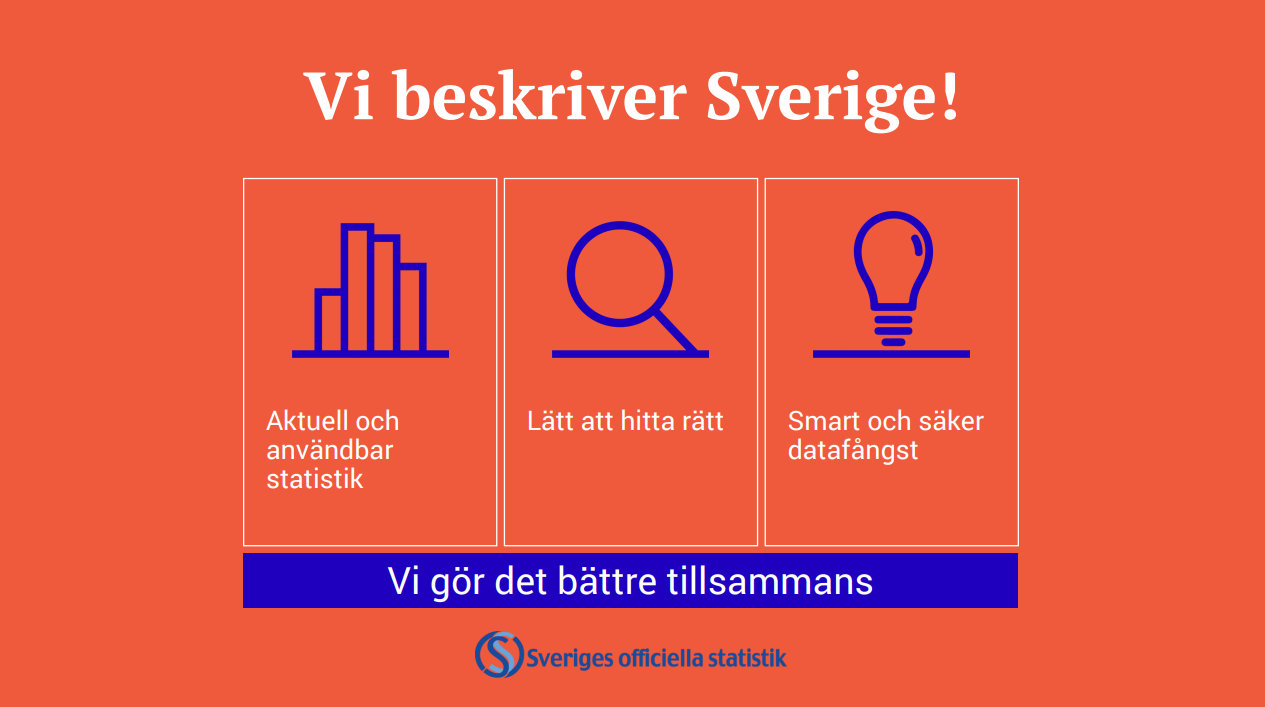 Vi beskriver Sverige!
Aktuell och
användbar
statistik
Lätt att hitta rätt
Smart och säker
datafångst
Vi gör det bättre tillsammans
Sveriges officiella statistik